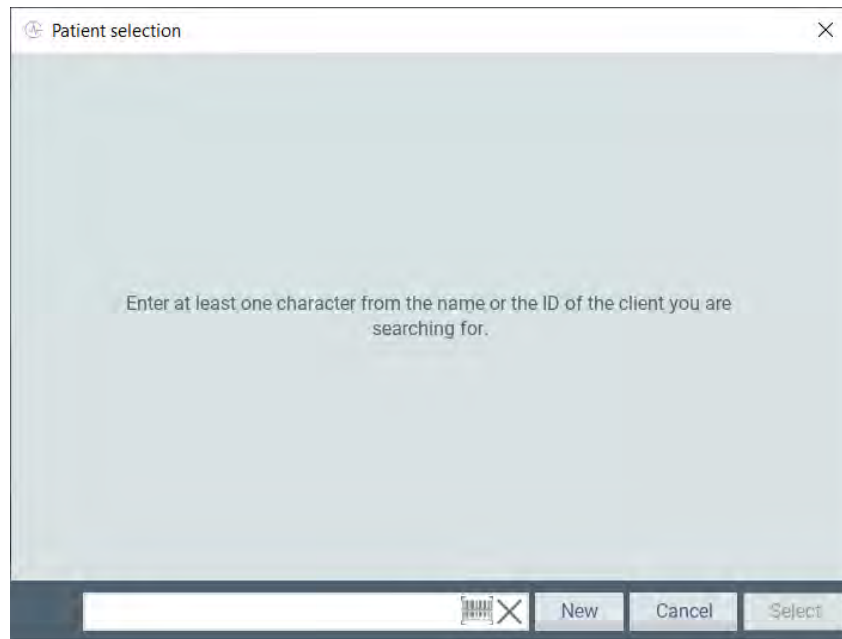 Patient selection
Enter at least one character from the name or the ID of the client you are
searching for.
New
Cancel
Select